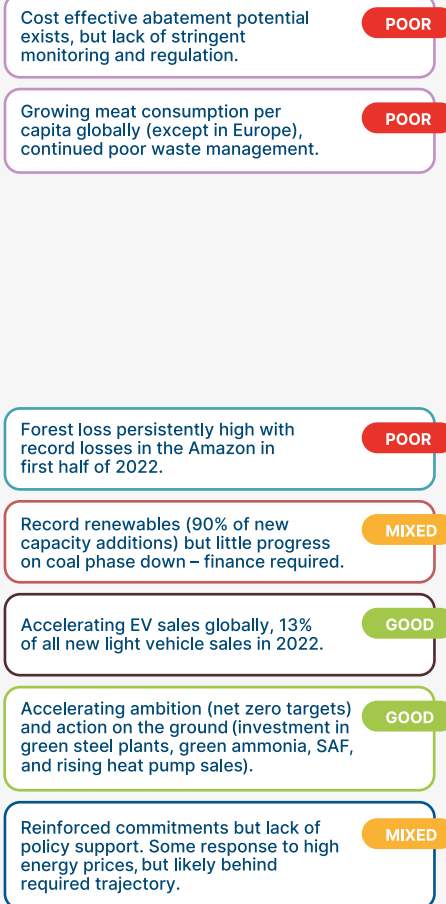 Cost effective abatement potential
exists, but lack of stringent
monitoring and regulation.
POOR
Growing meat consumption per
capita globally (except in Europe),
continued poor waste management.
POOR
Forest loss persistently high with
record losses in the Amazon in
first half of 2022.
POOR
Record renewables (90% of new
capacity additions) but little progress
on coal phase down – finance required.
MIXED
Accelerating EV sales globally, 13%
of all new light vehicle sales in 2022.
GOOD
Accelerating ambition (net zero targets)
and action on the ground (investment in
green steel plants, green ammonia, SAF,
and rising heat pump sales).
GOOD
Reinforced commitments but lack of
policy support. Some response to high
energy prices, but likely behind
required trajectory.
MIXED